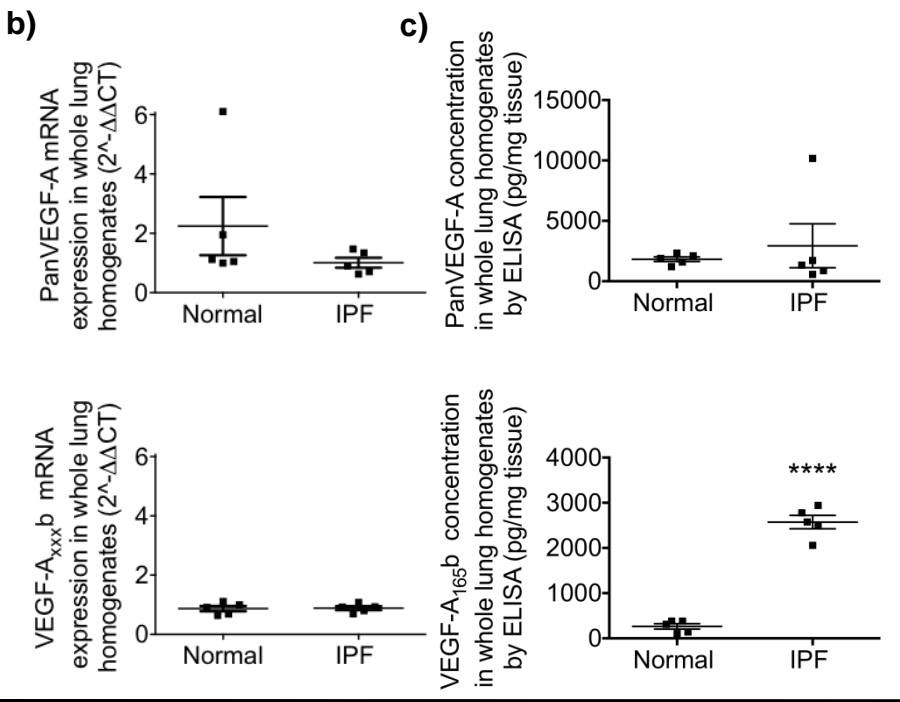 b)
PanVEGF-A mRNA
expression in whole lung
homogenates (2^-ΔΔCT)
6
4
2
0
Normal
IPF
c)
PanVEGF-A concentration
in whole lung homogenates
by ELISA (pg/mg tissue)
15000
10000
5000
0
Normal
IPF
VEGF-Axxxb mRNA
expression in whole lung
homogenates (2^-ΔΔCT)
6
4
2
0
Normal
IPF
VEGF-A165b concentration
in whole lung homogenates
by ELISA (pg/mg tissue)
4000
3000
2000
1000
0
****
Normal
IPF